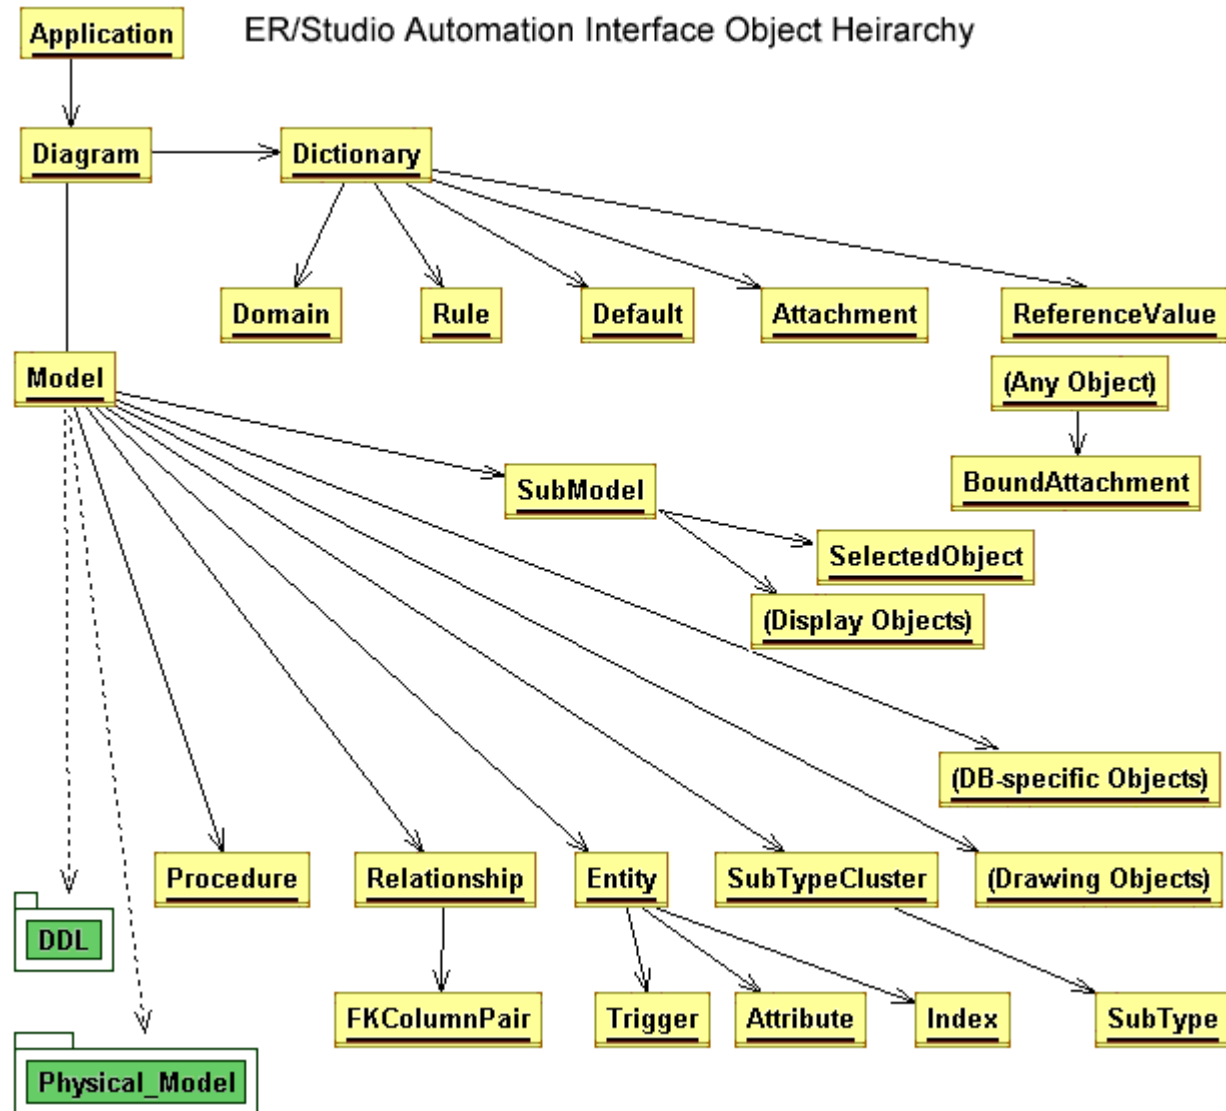 Application
ER/Studio Automation Interface Object Heirarchy
Diagram
Dictionary
Domain
Rule
Default
Attachment
ReferenceValue
Model
(Any Object)
SubModel
BoundAttachment
SelectedObject
(Display Objects)
(DB-specific Objects)
Procedure
Relationship
Entity
SubTypeCluster
(Drawing Objects)
DDL
FKColumnPair
Trigger
Attribute
Index
SubType
Physical_Model